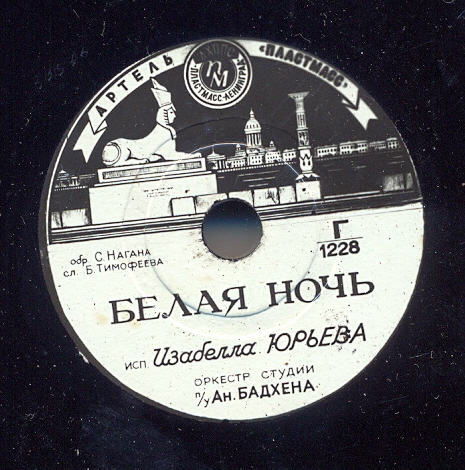 АРТЕЛЬ «ПЛАСТМАСС»
ПМ
ПЛАСТМАСС-ЛЕНИНГРАД
Г
1228
обр С. НАГАНА
сл. Б. ТИМОФЕЕВА
БЕЛАЯ НОЧЬ
исп. Изабелла ЮРЬЕВА
ОРКЕСТР СТУДИИ
п/у Ан. БАДХЕНА